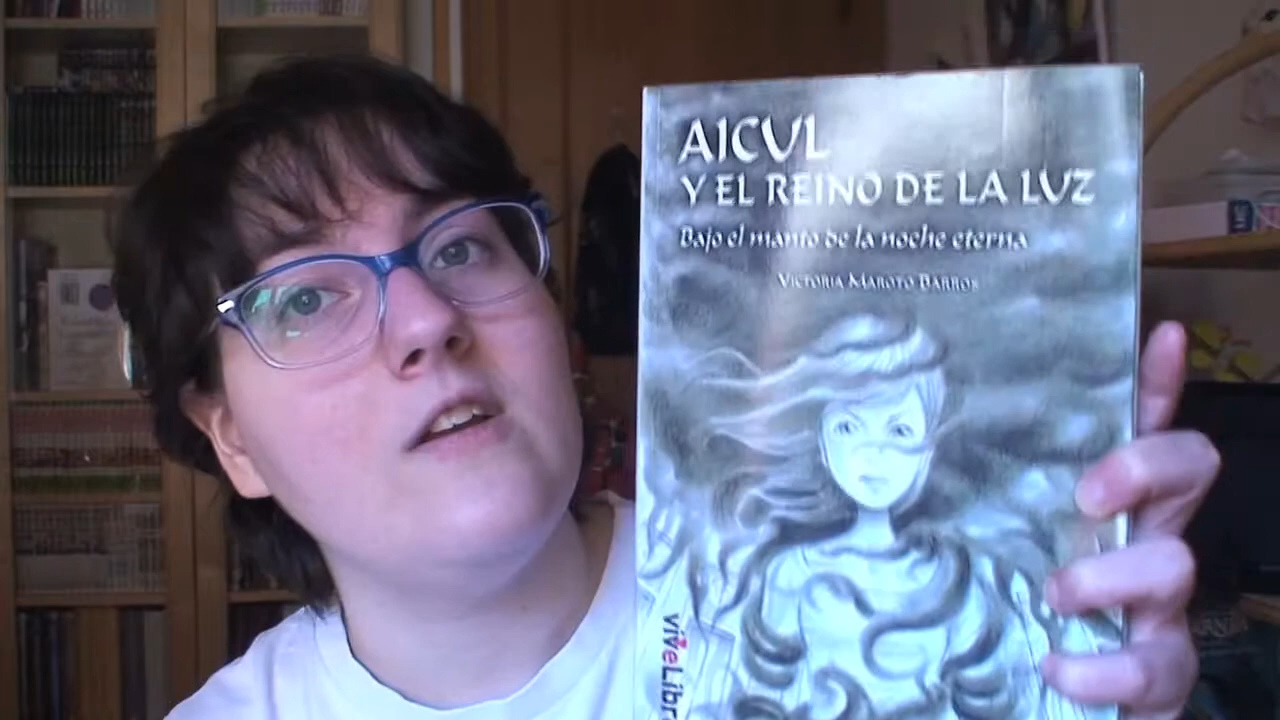 AICUL
Y EL REINO DE LA LUZ
Bajo el manto de la noche eterna
VICTORIA MAROTO BARROS
viveLibr